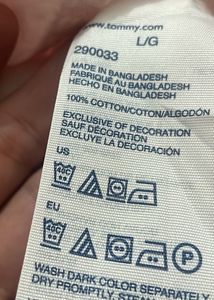 www.tommy.com
L/G
290033
MADE IN BANGLADESH
FABRIQUÉ AU BANGLADESH
HECHO EN BANGLADESH
100% COTTON/COTON/ALGODÓN
EXCLUSIVE OF DECORATION
SAUF DÉCORATION
EXCLUYE LA DECORACIÓN
US
40C
EU
40C
P
WASH DARK COLOR SEPARATELY
DRY PROMPTLY,